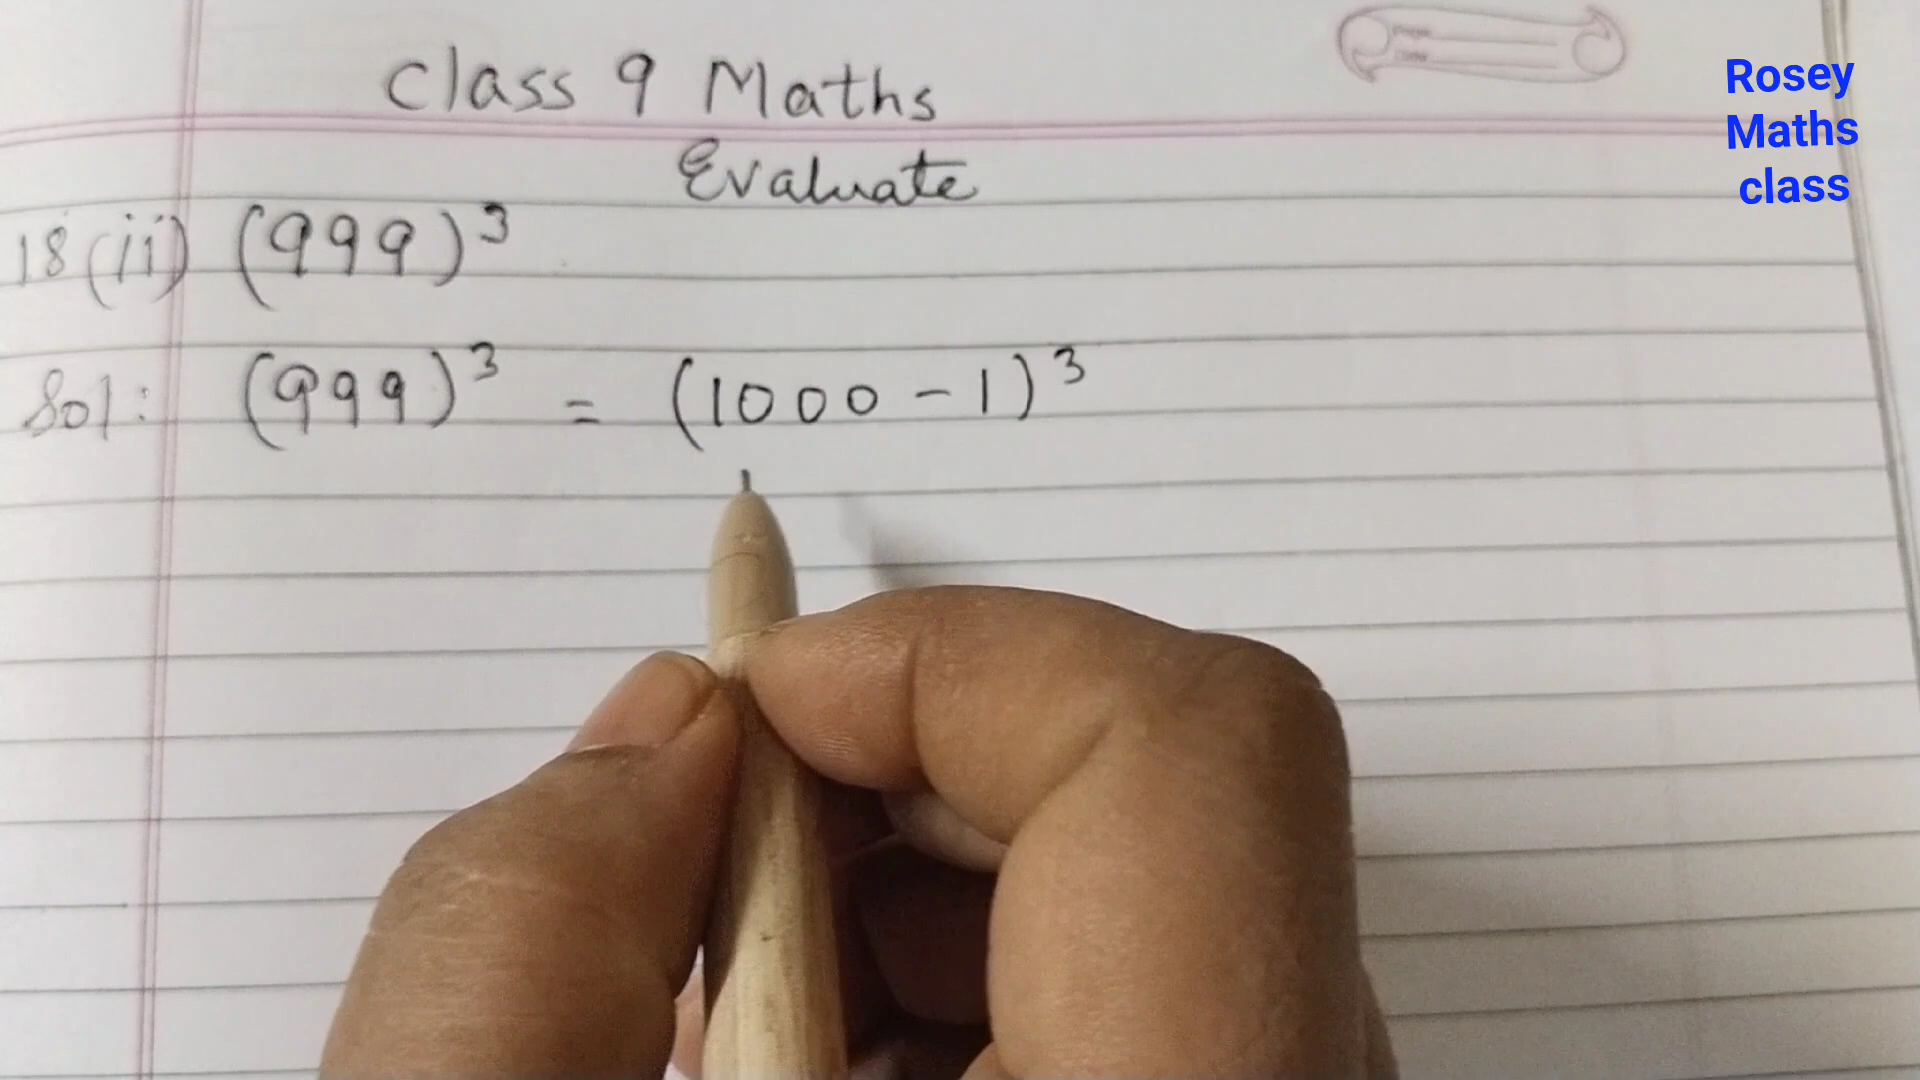 Class 9 Maths
Rosey
Maths
class
Evaluate
18 (ii) (999)³
Sol: (999)³ = (1000 - 1)³